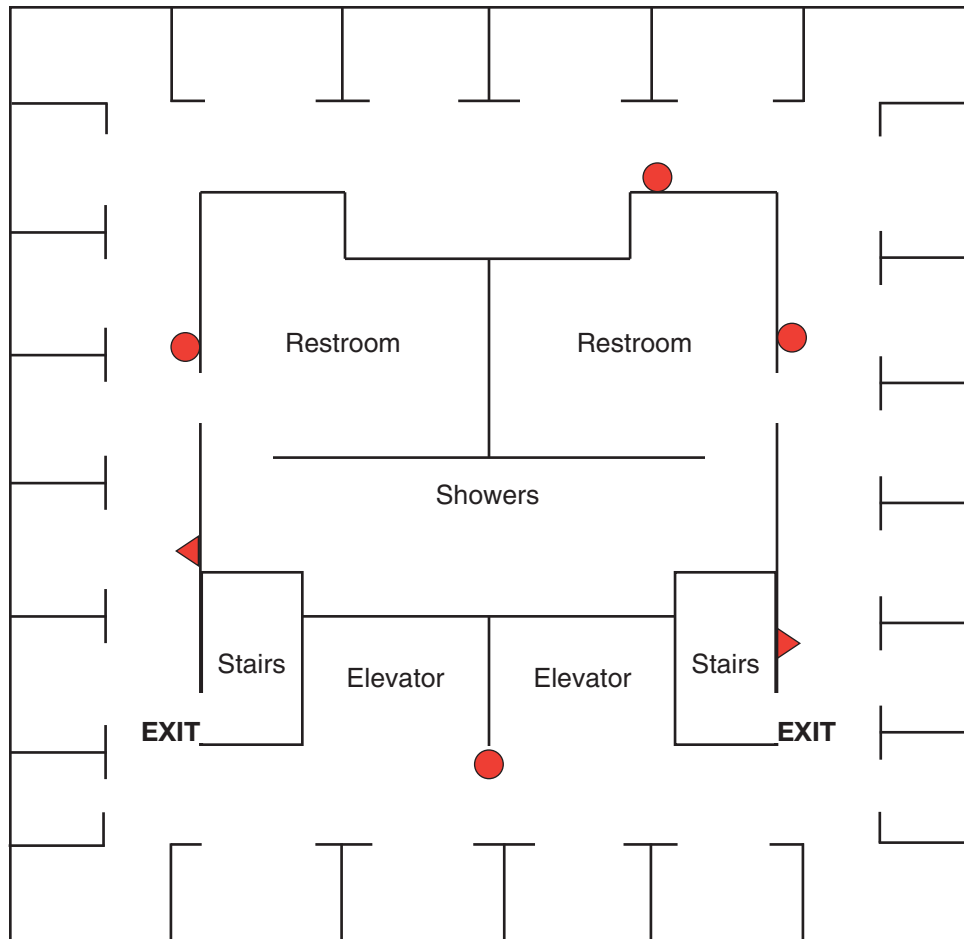 Restroom
Restroom
Showers
Stairs
Elevator
Elevator
Stairs
EXIT
EXIT